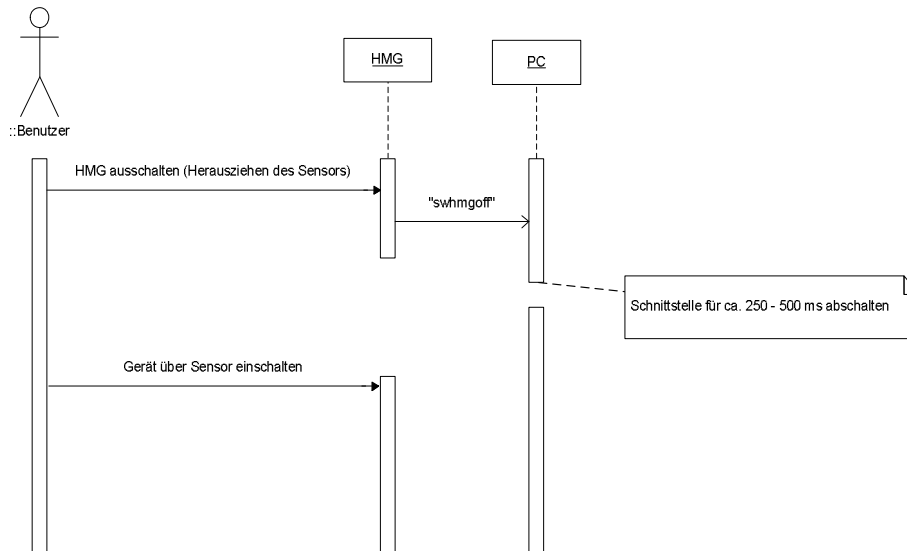 HMG
PC
::Benutzer
HMG ausschalten (Herausziehen des Sensors)
"swhmgoff"
Schnittstelle für ca. 250 - 500 ms abschalten
Gerät über Sensor einschalten